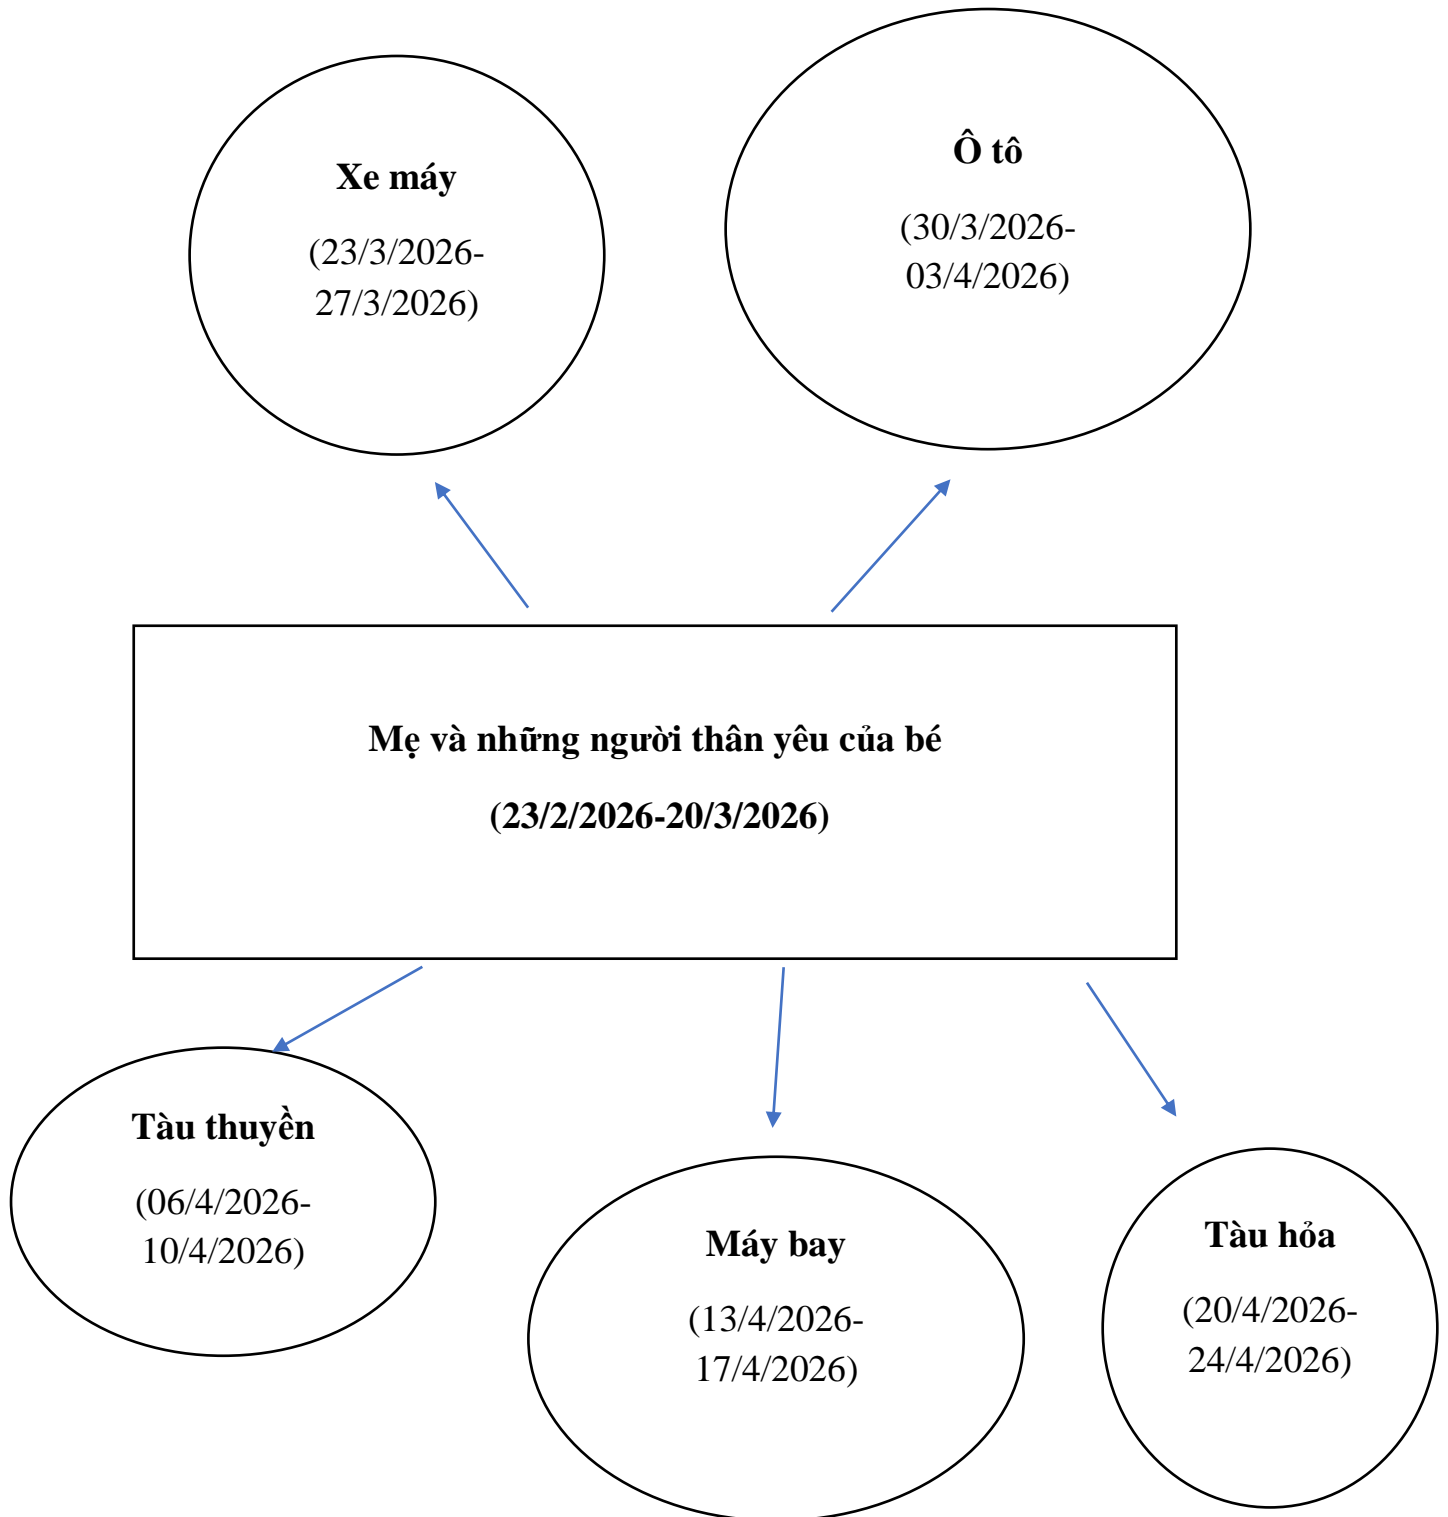 Xe máy
(23/3/2026-
27/3/2026)
Ô tô
(30/3/2026-
03/4/2026)
Mẹ và những người thân yêu của bé
(23/2/2026-20/3/2026)
Tàu thuyền
(06/4/2026-
10/4/2026)
Máy bay
(13/4/2026-
17/4/2026)
Tàu hỏa
(20/4/2026-
24/4/2026)